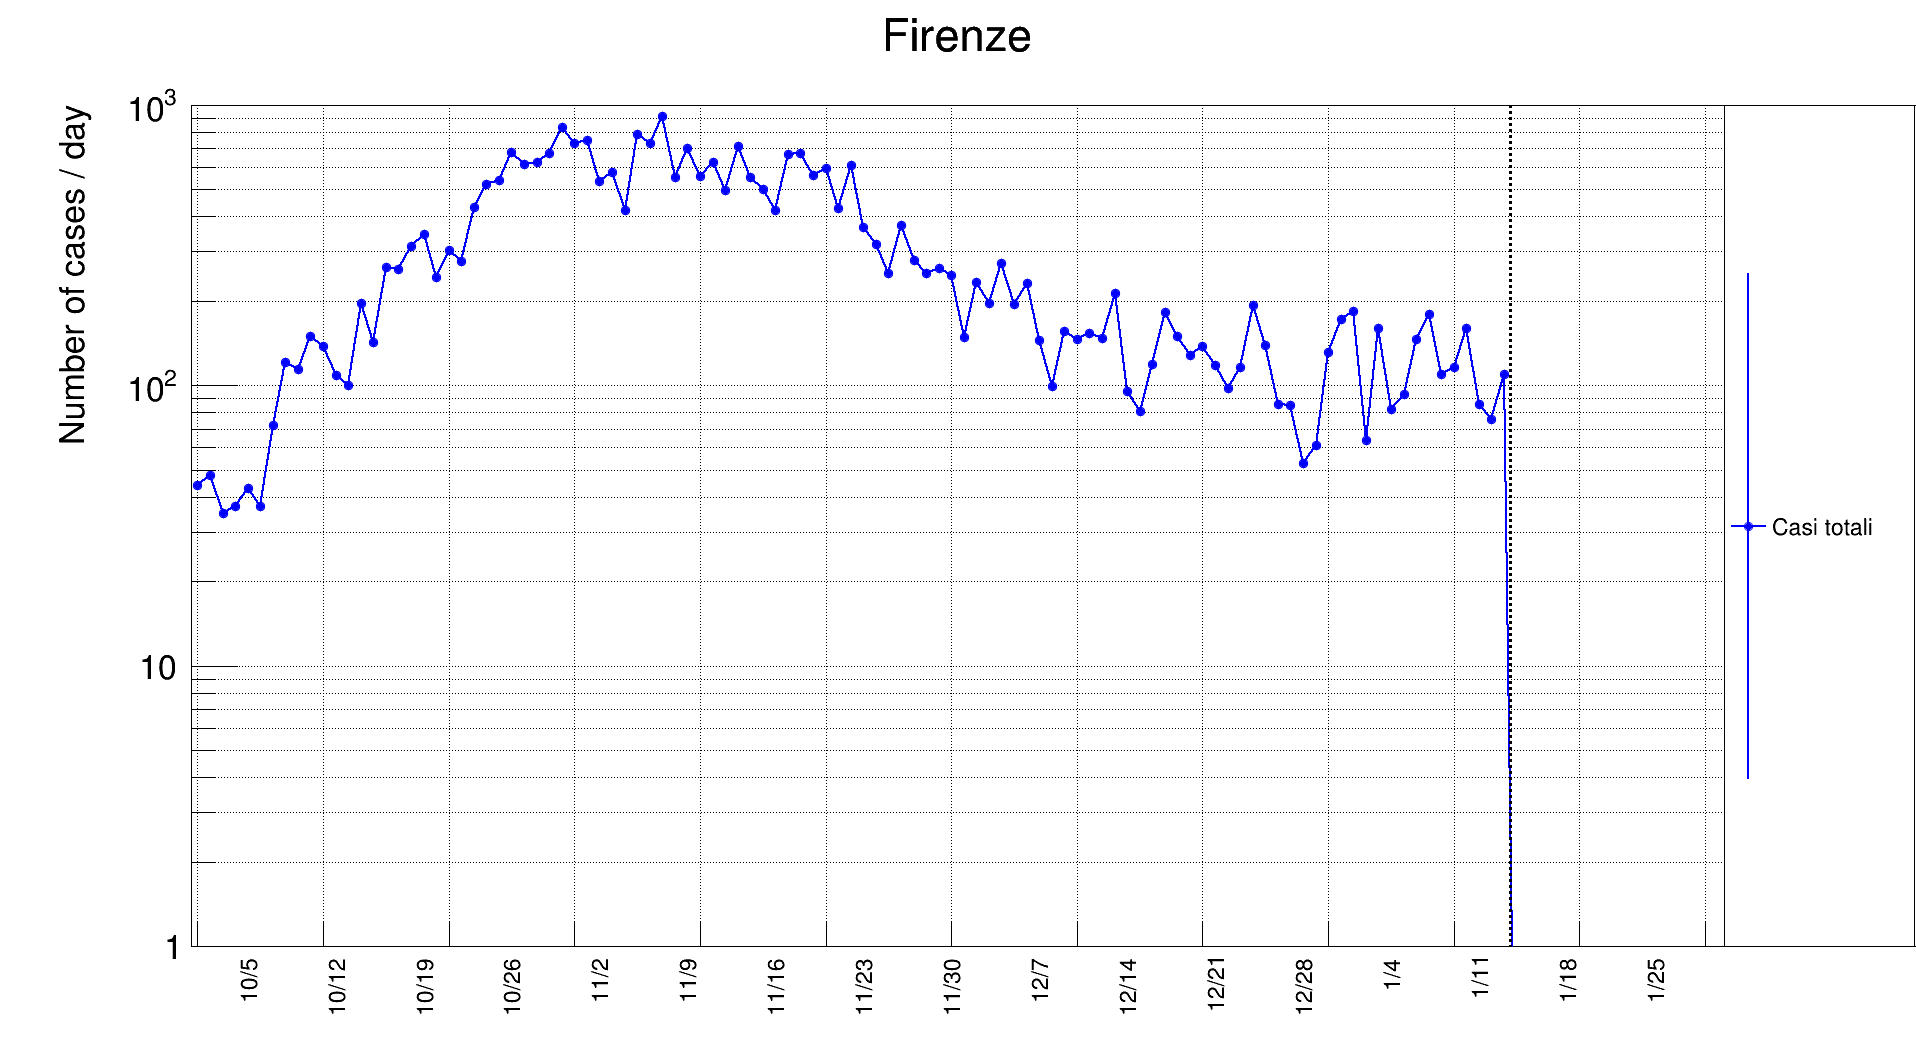 Firenze
Number of cases / day
10³
10²
10
1
10/5 10/12 10/19 10/26 11/2 11/9 11/16 11/23 11/30 12/7 12/14 12/21 12/28 1/4 1/11 1/18 1/25
Casi totali